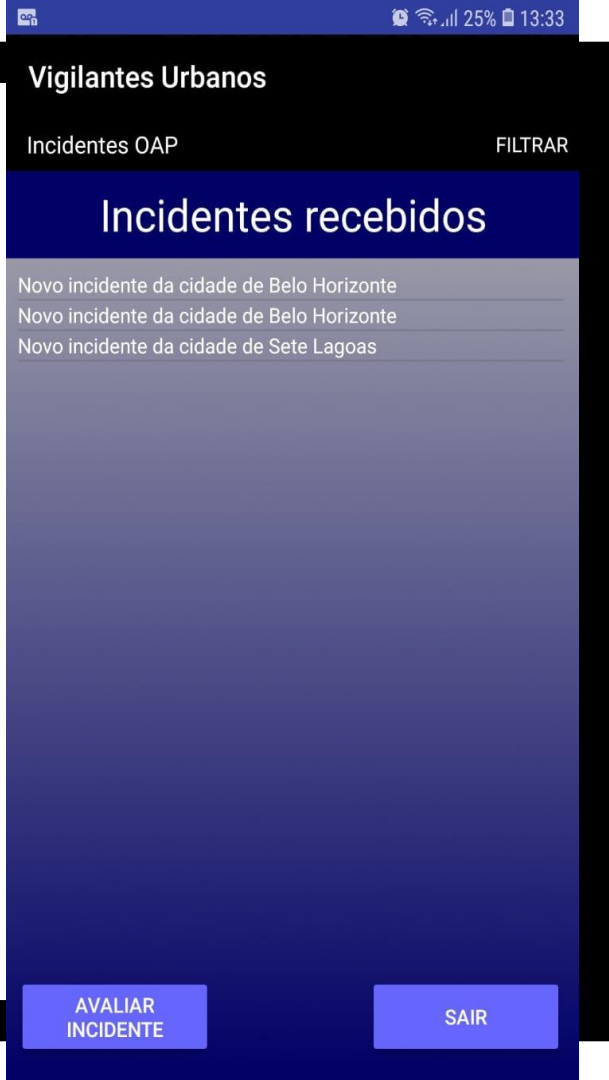 25% 13:33
Vigilantes Urbanos
Incidentes OAP FILTRAR
Incidentes recebidos
Novo incidente da cidade de Belo Horizonte
Novo incidente da cidade de Belo Horizonte
Novo incidente da cidade de Sete Lagoas
AVALIAR
INCIDENTE
SAIR